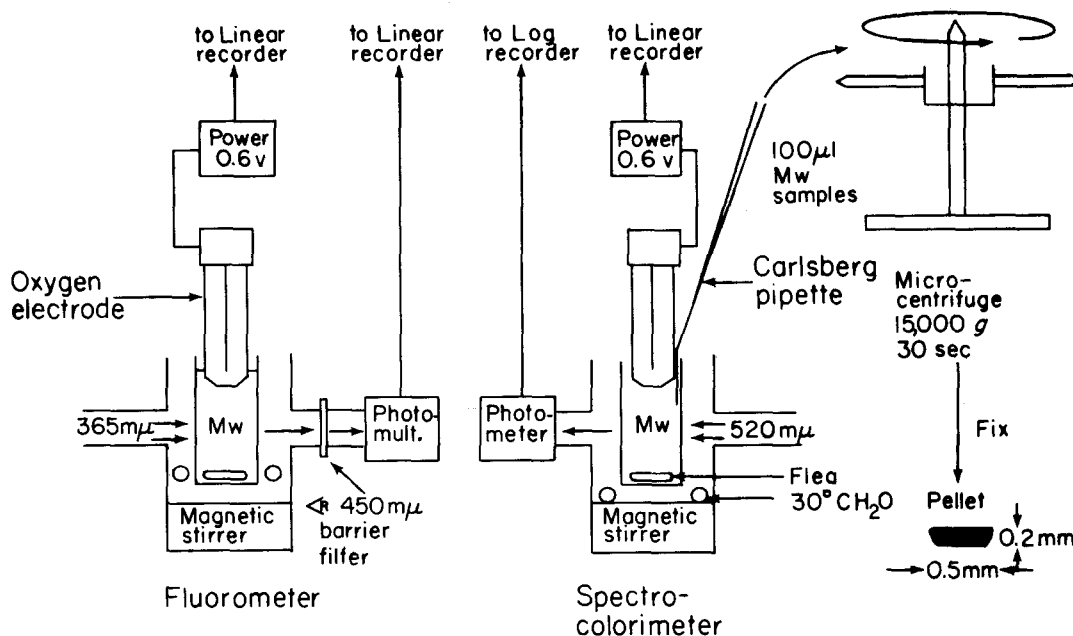 to Linear
recorder
to Linear
recorder
to Log
recorder
to Linear
recorder
Power
0.6 v
Power
0.6 v
100μl
Mw
samples
Oxygen
electrode
Carlsberg
pipette
Micro-
centrifuge
15,000 g
30 sec
365mμ
Mw
Photo-
mult.
Photo-
meter
Mw
520mμ
Fix
Flea
30°CH₂O
Magnetic
stirrer
450mμ
barrier
filfer
Magnetic
stirrer
Pellet
0.2mm
0.5mm
Fluorometer
Spectro-
colorimeter